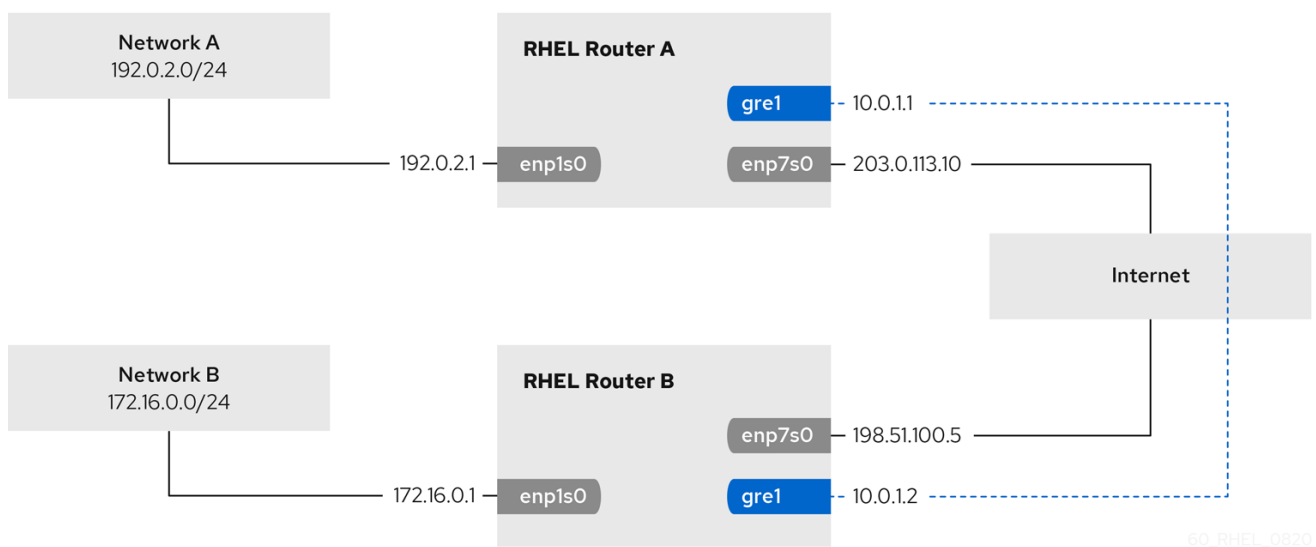 Network A
192.0.2.0/24
RHEL Router A
gre1
10.0.1.1
192.0.2.1
enp1s0
enp7s0
203.0.113.10
Internet
Network B
172.16.0.0/24
RHEL Router B
enp7s0
198.51.100.5
172.16.0.1
enp1s0
gre1
10.0.1.2
60_RHEL_0820